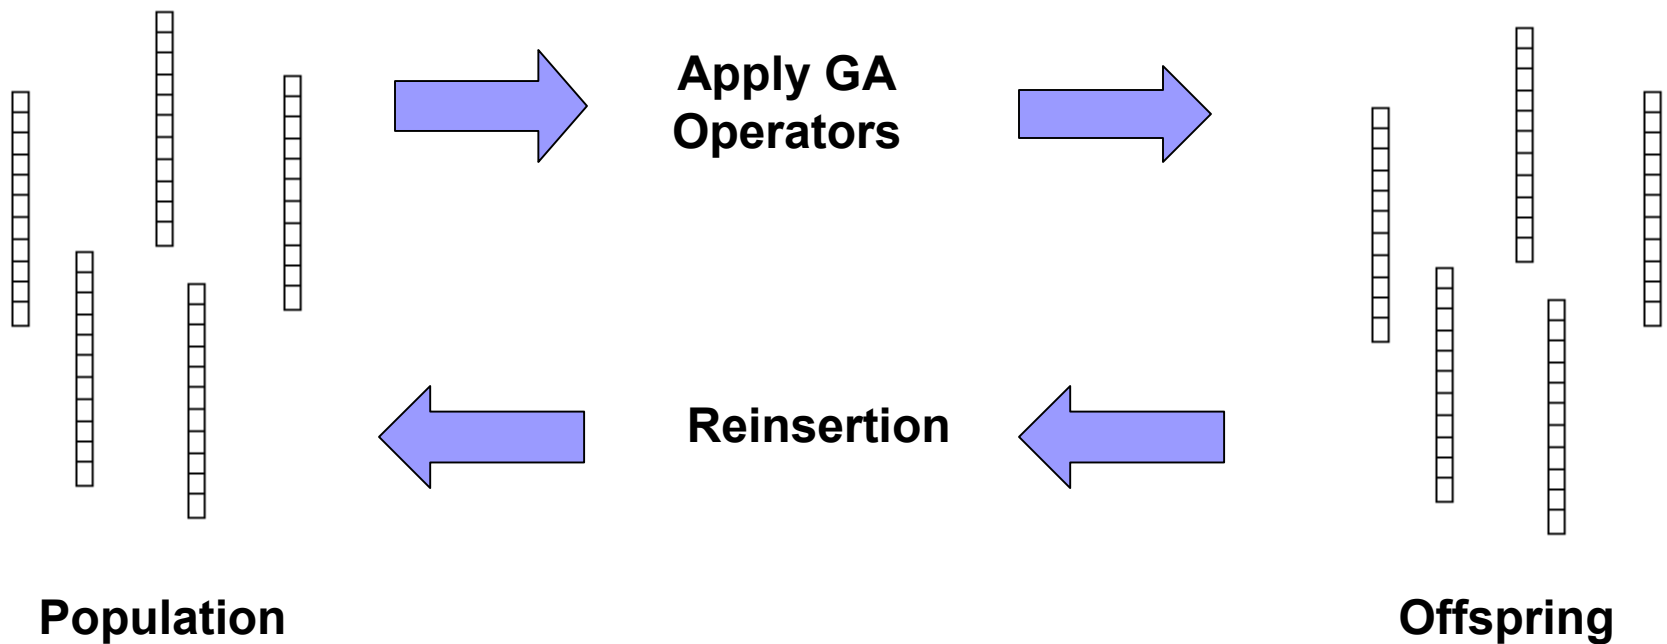 Apply GA
Operators
Reinsertion
Population
Offspring